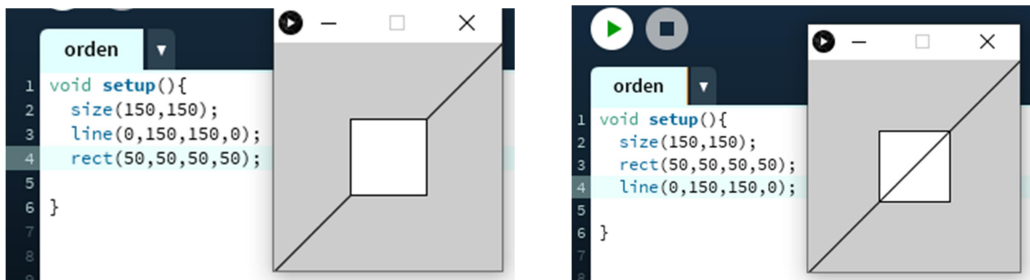 orden
1 void setup(){
2 size(150,150);
3 line(0,150,150,0);
4 rect(50,50,50,50);
5
6 }
7
8
orden
1 void setup(){
2 size(150,150);
3 rect(50,50,50,50);
4 line(0,150,150,0);
5
6 }
7